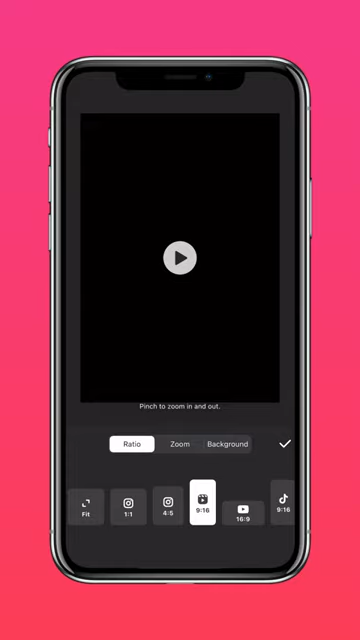 Pinch to zoom in and out.
Ratio Zoom Background
Fit 1:1 4:5 9:16 16:9 9:16